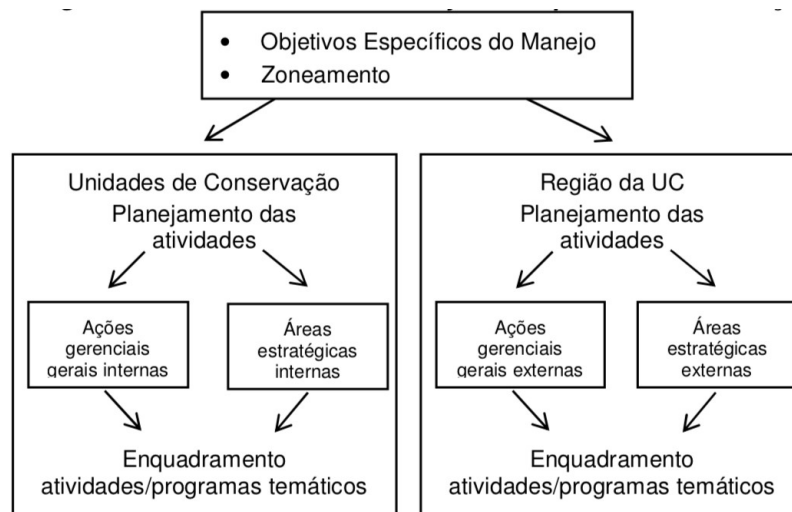 • Objetivos Específicos do Manejo
• Zoneamento
Unidades de Conservação
Planejamento das
atividades
Ações
gerenciais
gerais internas
Áreas
estratégicas
internas
Enquadramento
atividades/programas temáticos
Região da UC
Planejamento das
atividades
Ações
gerenciais
gerais externas
Áreas
estratégicas
externas
Enquadramento
atividades/programas temáticos